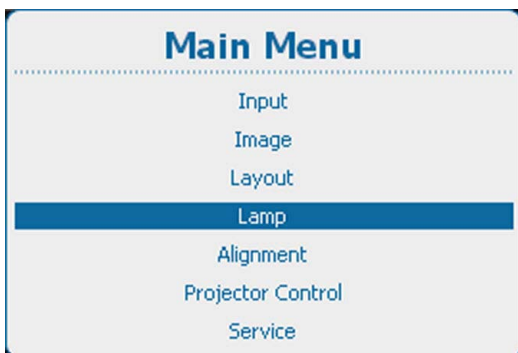 Main Menu
Input
Image
Layout
Lamp
Alignment
Projector Control
Service